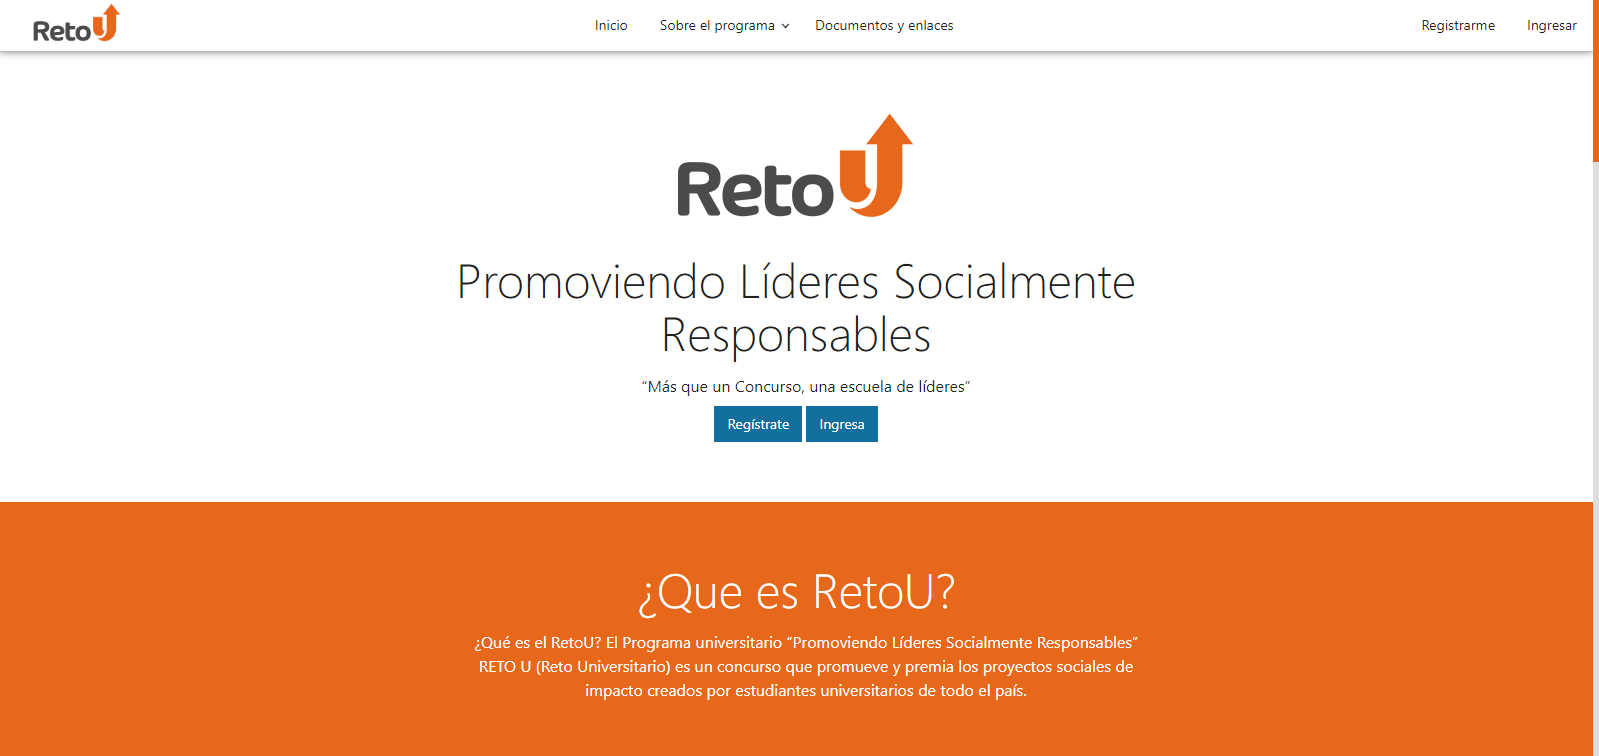 RetoU
Inicio
Sobre el programa
Documentos y enlaces
Registrarme
Ingresar
RetoU
Promoviendo Líderes Socialmente
Responsables
“Más que un Concurso, una escuela de líderes”
Regístrate
Ingresa
¿Que es RetoU?
¿Qué es el RetoU? El Programa universitario “Promoviendo Líderes Socialmente Responsables”
RETO U (Reto Universitario) es un concurso que promueve y premia los proyectos sociales de
impacto creados por estudiantes universitarios de todo el país.